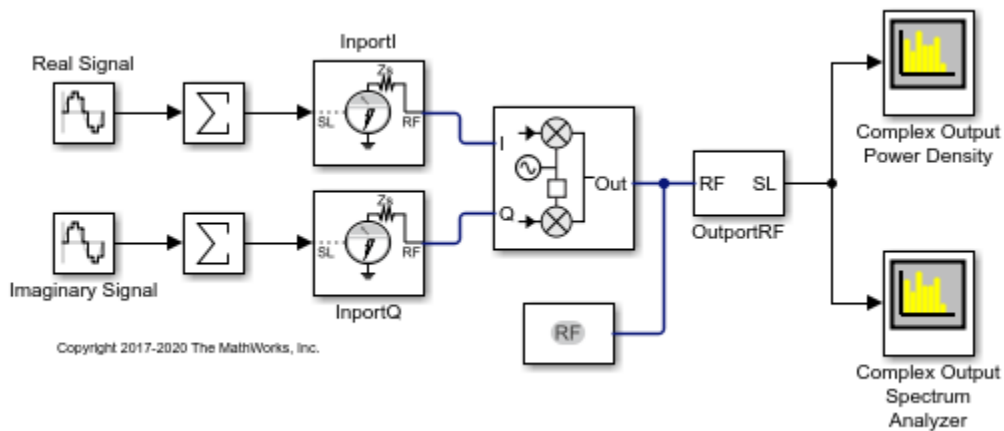 Real Signal
InportI
Zs
SL
RF
Complex Output
Power Density
I
Q
Out
RF
SL
OutportRF
Imaginary Signal
Zs
SL
RF
InportQ
RF
Copyright 2017-2020 The MathWorks, Inc.
Complex Output
Spectrum
Analyzer